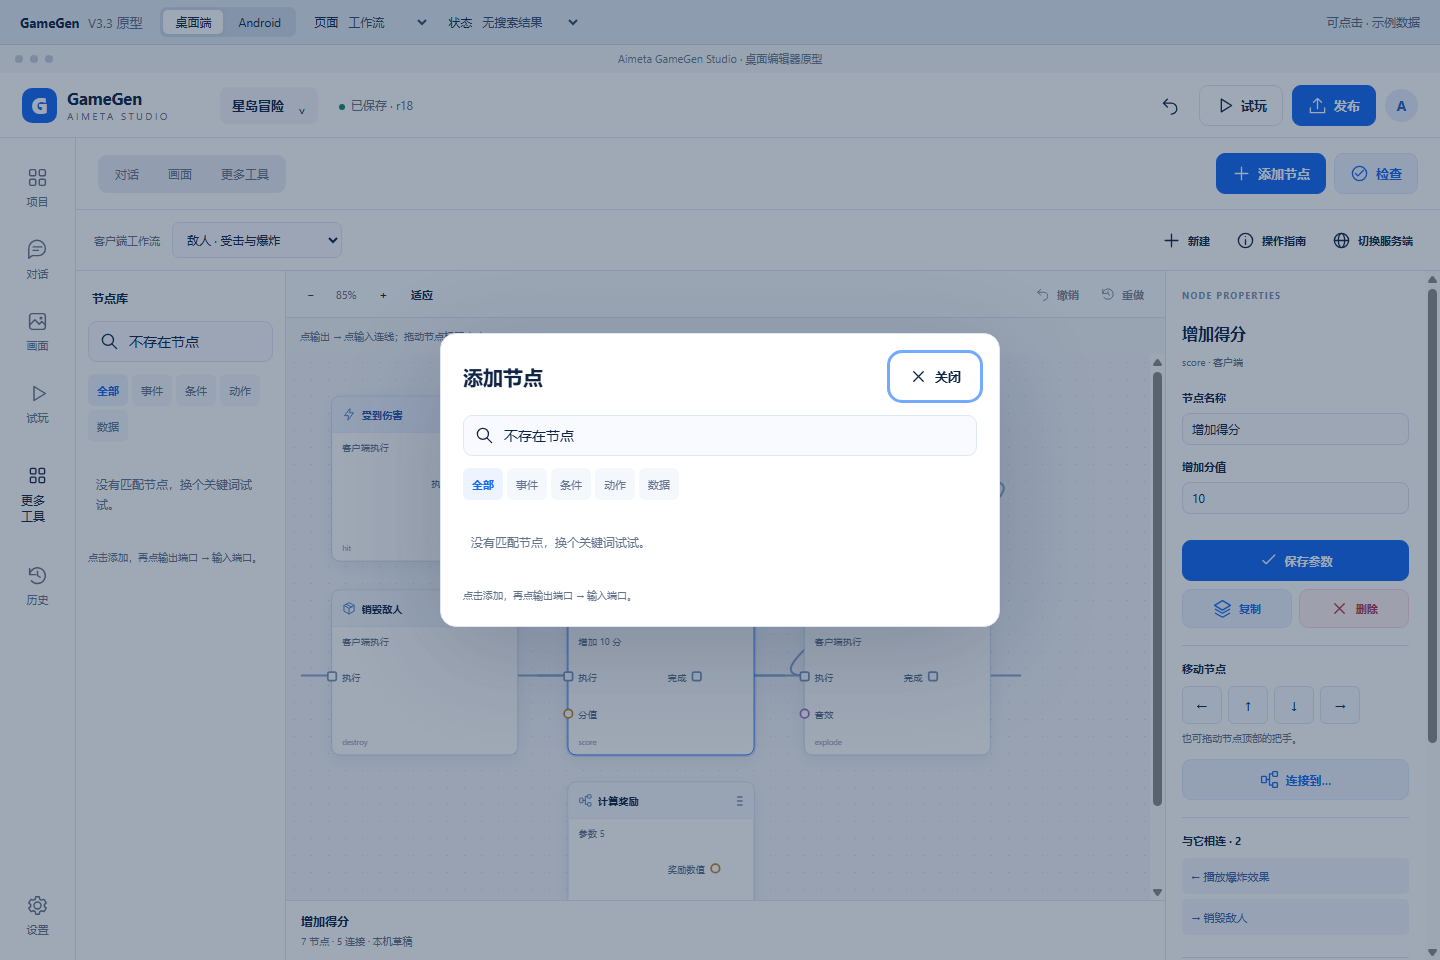 GameGen V3.3 原型 桌面端 Android 页面 工作流 状态 无搜索结果 可点击 · 示例数据
Aimeta GameGen Studio · 桌面编辑器原型
G GameGen
AIMETA STUDIO
星岛冒险 已保存 · r18 试玩 发布 A
对话 画面 更多工具 添加节点 检查
客户端工作流 敌人 · 受击与爆炸 新建 操作指南 切换服务端
项目
对话
画面
试玩
更多
工具
历史
设置
节点库
不存在节点
全部 事件 条件 动作
数据
没有匹配节点，换个关键词试
试。
点击添加，再点输出端口 → 输入端口。
− 85% + 适应 撤销 重做
点输出 → 点输入连线；拖动节点
受到伤害
客户端执行
执
hit
添加节点
关闭
不存在节点
全部 事件 条件 动作 数据
没有匹配节点，换个关键词试试。
点击添加，再点输出端口 → 输入端口。
销毁敌人
客户端执行
执行
destroy
增加 10 分
执行 完成
分值
score
客户端执行
执行 完成
音效
explode
计算奖励
参数 5
奖励数值
增加得分
7 节点 · 5 连接 · 本机草稿
NODE PROPERTIES
增加得分
score · 客户端
节点名称
增加得分
增加分值
10
保存参数
复制 删除
移动节点
← ↑ ↓ →
也可拖动节点顶部的把手。
连接到...
与它相连 · 2
← 播放爆炸效果
→ 销毁敌人